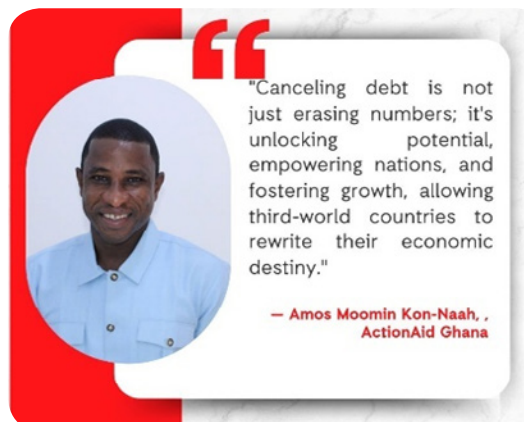 "Canceling debt is not
just erasing numbers; it's
unlocking potential,
empowering nations, and
fostering growth, allowing
third-world countries to
rewrite their economic
destiny."
— Amos Moomin Kon-Naah, ,
ActionAid Ghana